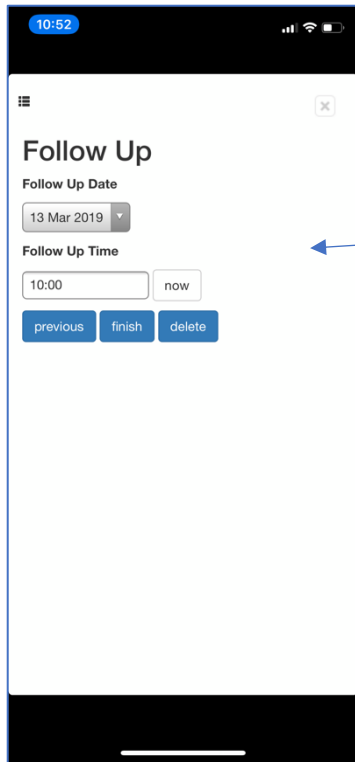 10:52
Follow Up
Follow Up Date
13 Mar 2019
Follow Up Time
10:00 now
previous finish delete